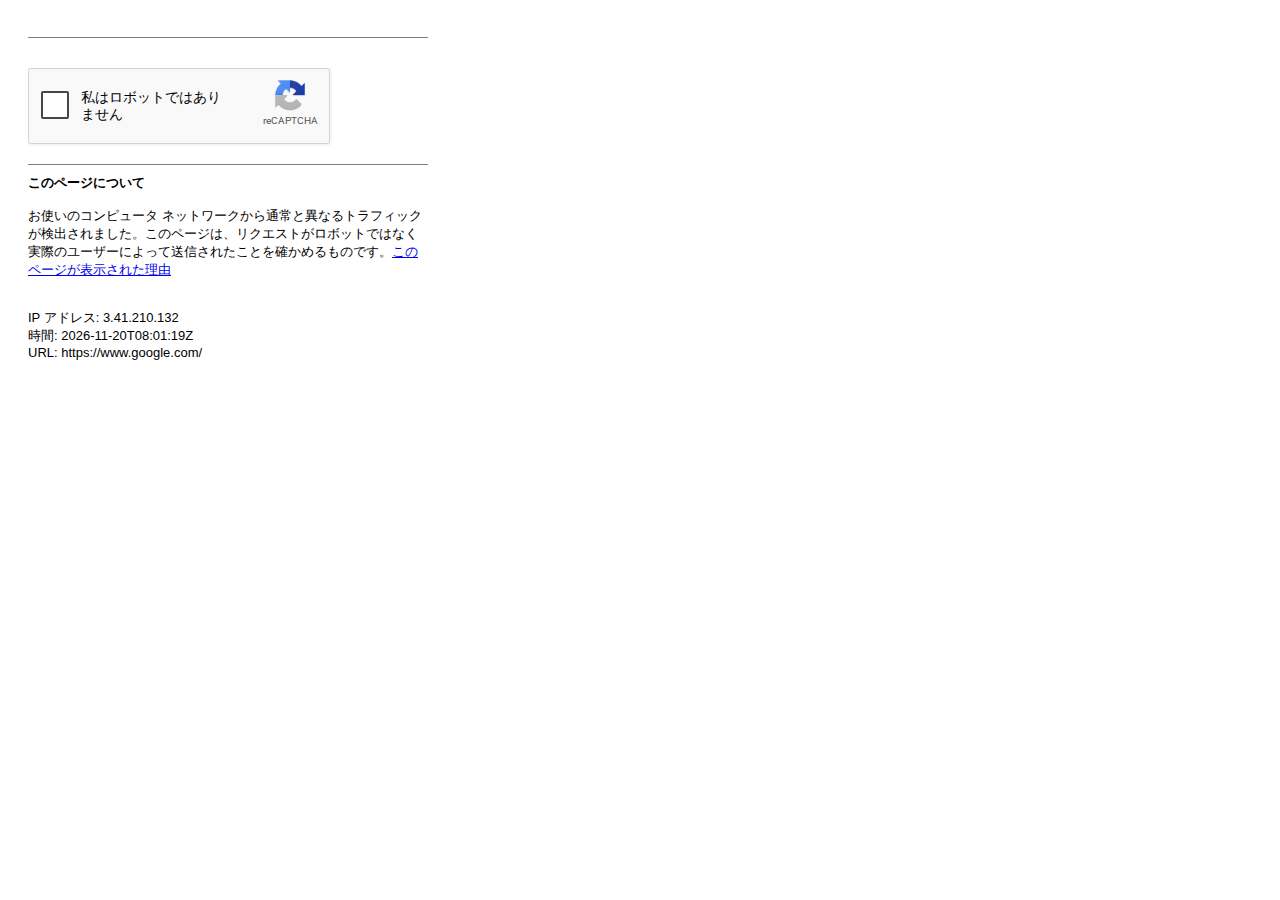 私はロボットではあり
ません
reCAPTCHA
このページについて
お使いのコンピュータ ネットワークから通常と異なるトラフィック
が検出されました。このページは、リクエストがロボットではなく
実際のユーザーによって送信されたことを確かめるものです。この
ページが表示された理由
IP アドレス: 3.41.210.132
時間: 2026-11-20T08:01:19Z
URL: https://www.google.com/